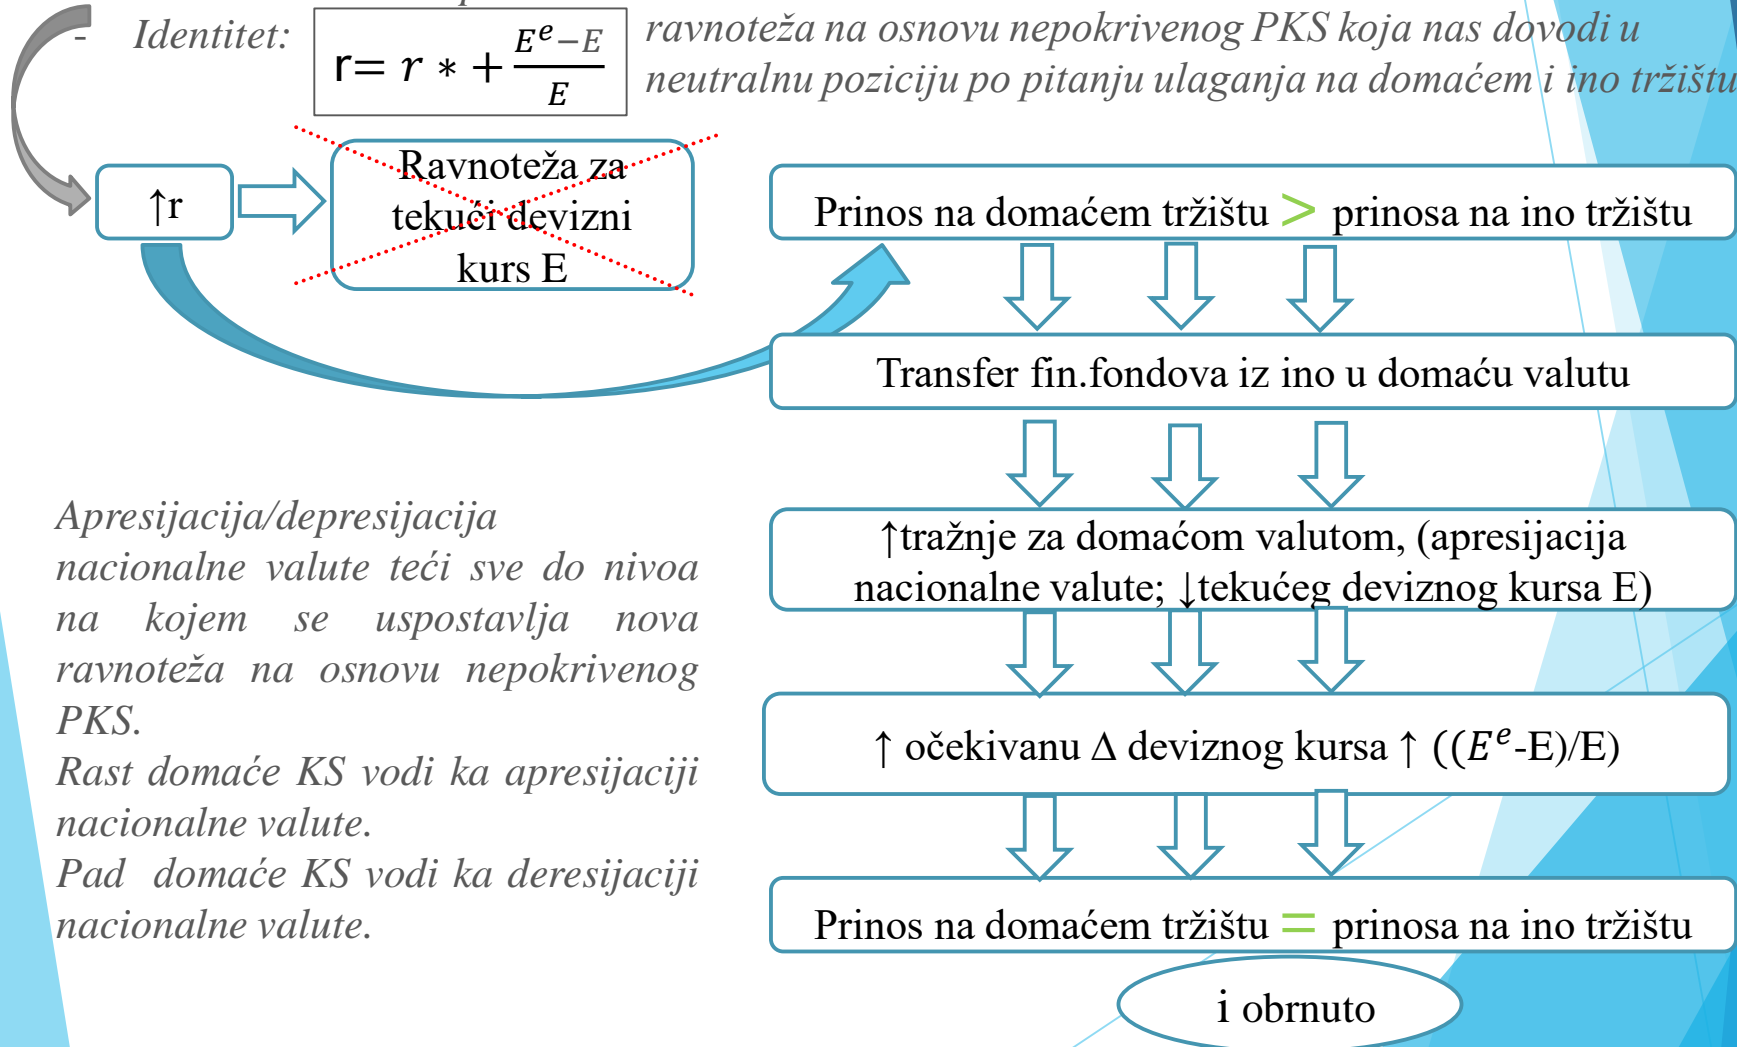 - Identitet:
r= r * + (E^e−E)/E
ravnoteža na osnovu nepokrivenog PKS koja nas dovodi u
neutralnu poziciju po pitanju ulaganja na domaćem i ino tržištu
↑r
Ravnoteža za
tekući devizni
kurs E
Prinos na domaćem tržištu > prinosa na ino tržištu
Transfer fin.fondova iz ino u domaću valutu
↑tražnje za domaćom valutom, (apresijacija
nacionalne valute; ↓tekućeg deviznog kursa E)
↑ očekivanu Δ deviznog kursa ↑ ((E^e-E)/E)
Prinos na domaćem tržištu = prinosa na ino tržištu
i obrnuto
Apresijacija/depresijacija
nacionalne valute teći sve do nivoa
na kojem se uspostavlja nova
ravnoteža na osnovu nepokrivenog
PKS.
Rast domaće KS vodi ka apresijaciji
nacionalne valute.
Pad domaće KS vodi ka deresijaciji
nacionalne valute.